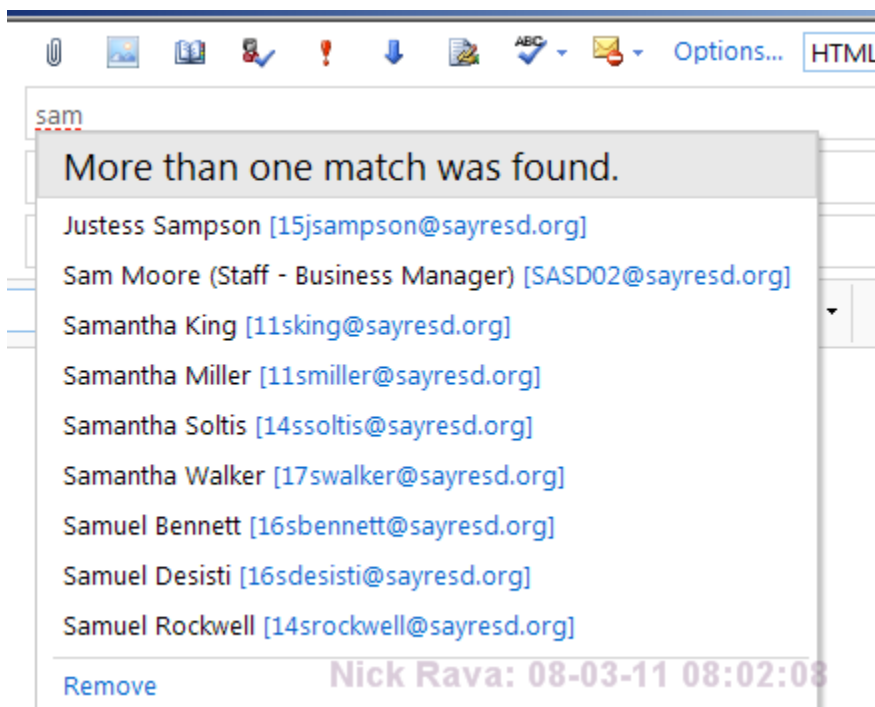 ABC Options... HTML
sam
More than one match was found.
Justess Sampson [15jsampson@sayresd.org]
Sam Moore (Staff - Business Manager) [SASD02@sayresd.org]
Samantha King [11sking@sayresd.org]
Samantha Miller [11smiller@sayresd.org]
Samantha Soltis [14ssoltis@sayresd.org]
Samantha Walker [17swalker@sayresd.org]
Samuel Bennett [16sbennett@sayresd.org]
Samuel Desisti [16sdesisti@sayresd.org]
Samuel Rockwell [14srockwell@sayresd.org]
Remove
Nick Rava: 08-03-11 08:02:08